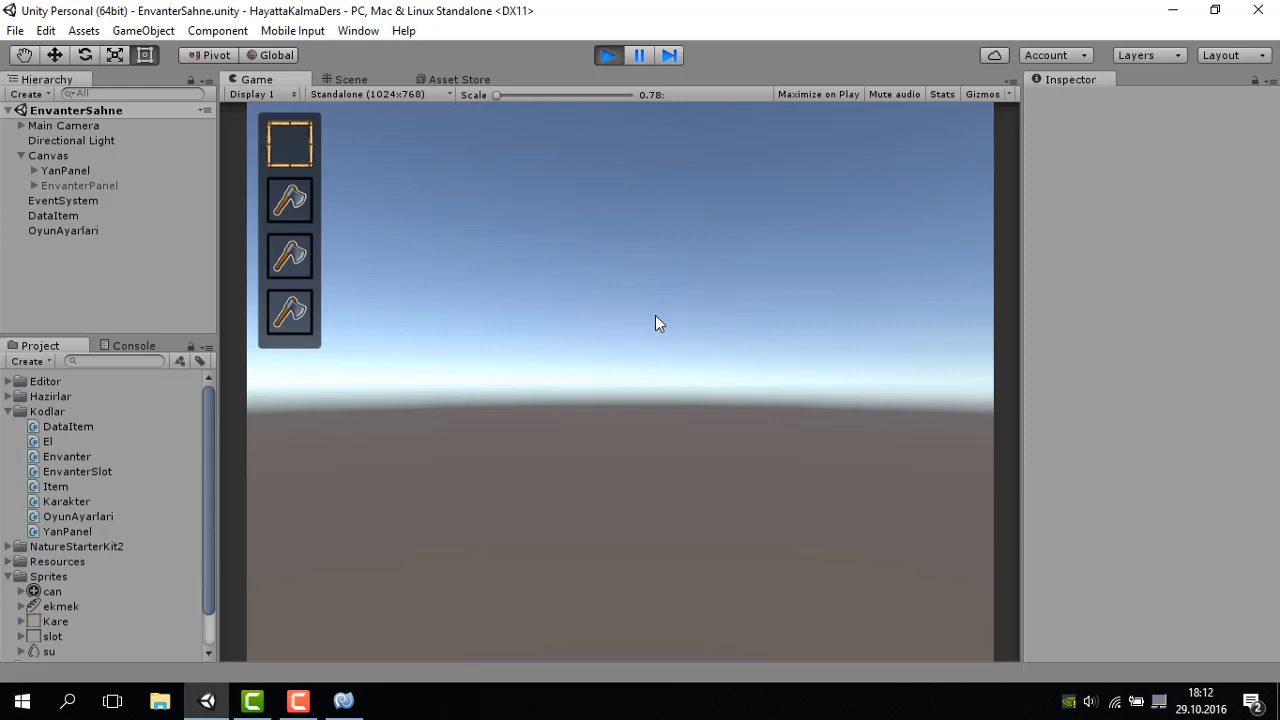 Unity Personal (64bit) - EnvanterSahne.unity - HayattaKalmaDers - PC, Mac & Linux Standalone <DX11>
File Edit Assets GameObject Component Mobile Input Window Help
Pivot Global Account Layers Layout
Hierarchy Game Scene Asset Store Inspector
Create All Display 1 Standalone (1024x768) Scale 0.78: Maximize on Play Mute audio Stats Gizmos
EnvanterSahne
Main Camera
Directional Light
Canvas
YanPanel
EnvanterPanel
EventSystem
DataItem
OyunAyarlari
Project Console
Create
Editor
Hazirlar
Kodlar
DataItem
El
Envanter
EnvanterSlot
Item
Karakter
OyunAyarlari
YanPanel
NatureStarterKit2
Resources
Sprites
can
ekmek
Kare
slot
su
18:12
29.10.2016
2